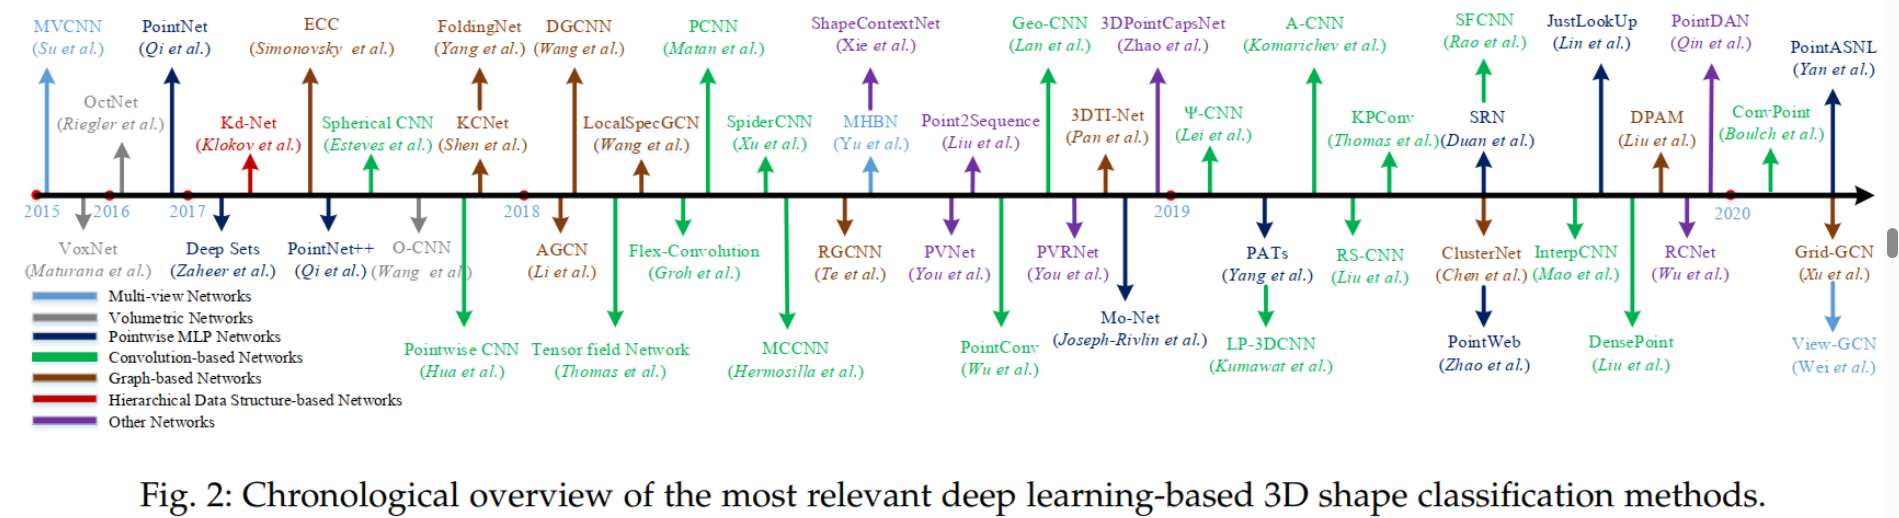 MVCNN
(Su et al.)
PointNet
(Qi et al.)
ECC
(Simonovsky et al.)
FoldingNet
(Yang et al.)
DGCNN
(Wang et al.)
PCNN
(Matan et al.)
ShapeContextNet
(Xie et al.)
Geo-CNN
(Lan et al.)
3DPointCapsNet
(Zhao et al.)
A-CNN
(Komarichev et al.)
SFCNN
(Rao et al.)
JustLookUp
(Lin et al.)
PointDAN
(Qin et al.)
PointASNL
(Yan et al.)
OctNet
(Riegler et al.)
Kd-Net
(Klokov et al.)
Spherical CNN
(Esteves et al.)
KCNet
(Shen et al.)
LocalSpecGCN
(Wang et al.)
SpiderCNN
(Xu et al.)
MHBN
(Yu et al.)
Point2Sequence
(Liu et al.)
3DTI-Net
(Pan et al.)
Ψ-CNN
(Lei et al.)
KPConv
(Thomas et al.)
SRN
(Duan et al.)
DPAM
(Liu et al.)
ConvPoint
(Boulch et al.)
2015
2016
2017
2018
2019
2020
VoxNet
(Maturana et al.)
Deep Sets
(Zaheer et al.)
PointNet++
(Qi et al.)
O-CNN
(Wang et al.)
AGCN
(Li et al.)
Flex-Convolution
(Groh et al.)
RGCNN
(Te et al.)
PVNet
(You et al.)
PVRNet
(You et al.)
PATs
(Yang et al.)
RS-CNN
(Liu et al.)
ClusterNet
(Chen et al.)
InterpCNN
(Mao et al.)
RCNet
(Wu et al.)
Grid-GCN
(Xu et al.)
Pointwise CNN
(Hua et al.)
Tensor field Network
(Thomas et al.)
MCCNN
(Hermosilla et al.)
PointConv
(Wu et al.)
Mo-Net
(Joseph-Rivlin et al.)
LP-3DCNN
(Kumawat et al.)
PointWeb
(Zhao et al.)
DensePoint
(Liu et al.)
View-GCN
(Wei et al.)
Multi-view Networks
Volumetric Networks
Pointwise MLP Networks
Convolution-based Networks
Graph-based Networks
Hierarchical Data Structure-based Networks
Other Networks
Fig. 2: Chronological overview of the most relevant deep learning-based 3D shape classification methods.